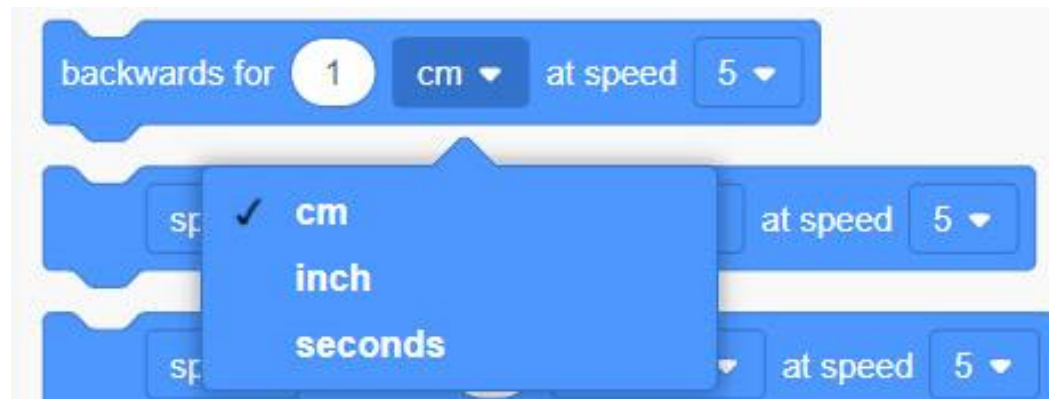 backwards for 1 cm at speed 5
✓ cm
at speed 5
inch
seconds
at speed 5